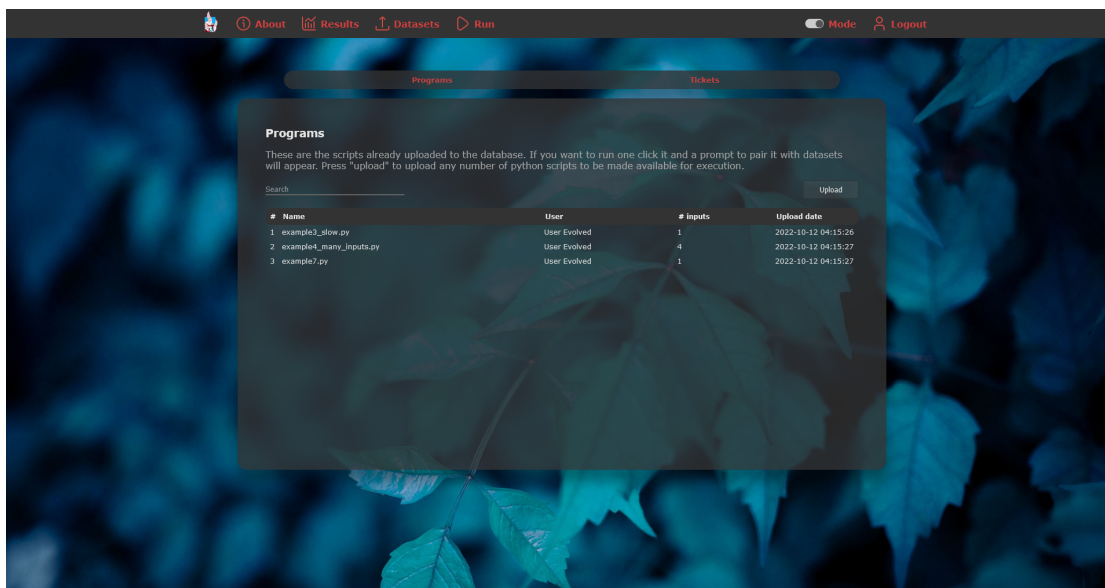 About Results Datasets Run Mode Logout
Programs Tickets
Programs
These are the scripts already uploaded to the database. If you want to run one click it and a prompt to pair it with datasets
will appear. Press "upload" to upload any number of python scripts to be made available for execution.
Search Upload
# Name User # inputs Upload date
1 example3_slow.py User Evolved 1 2022-10-12 04:15:26
2 example4_many_inputs.py User Evolved 4 2022-10-12 04:15:27
3 example7.py User Evolved 1 2022-10-12 04:15:27